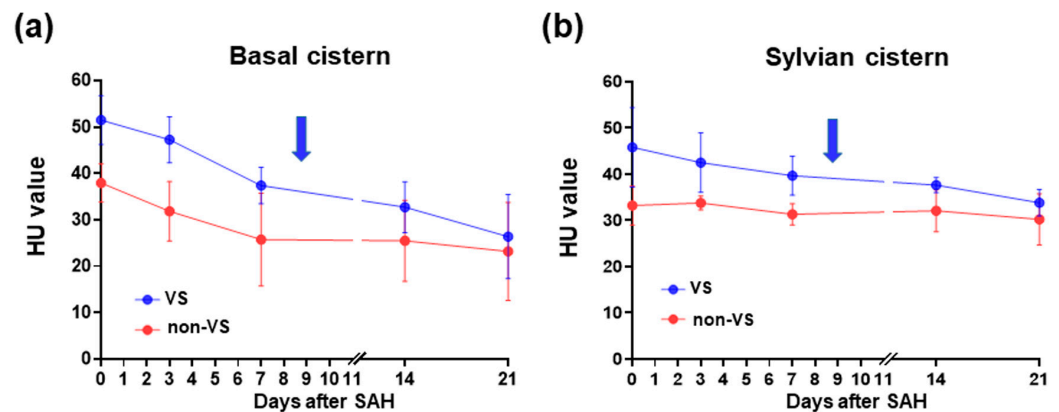 (a)
Basal cistern
60
50
40
30
20
10
0
HU value
VS
non-VS
0 1 2 3 4 5 6 7 8 9 10 11 14 21
Days after SAH
(b)
Sylvian cistern
60
50
40
30
20
10
0
HU value
VS
non-VS
0 1 2 3 4 5 6 7 8 9 10 11 14 21
Days after SAH